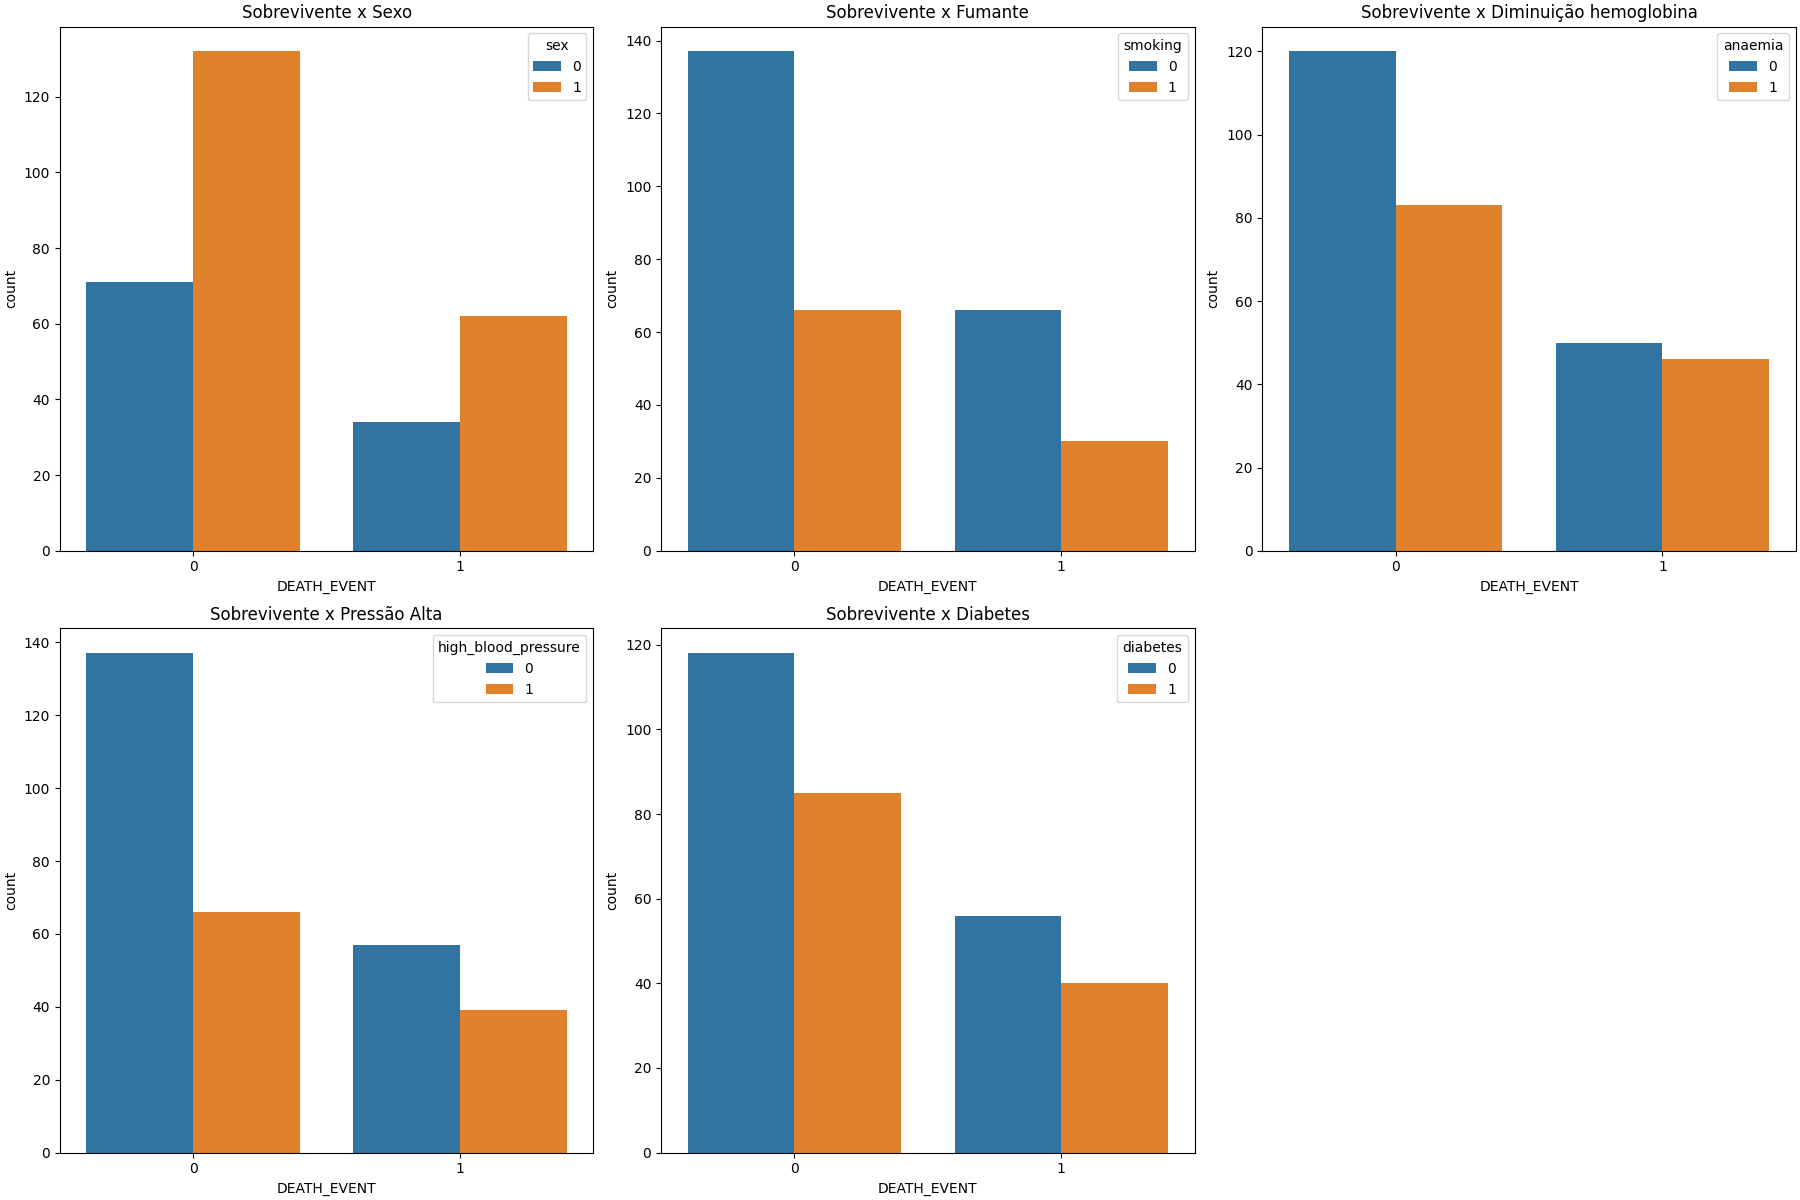 Sobrevivente x Sexo
sex
0
1
120
100
80
60
40
20
0
count
0
1
DEATH_EVENT
Sobrevivente x Fumante
smoking
0
1
140
120
100
80
60
40
20
0
count
0
1
DEATH_EVENT
Sobrevivente x Diminuição hemoglobina
anaemia
0
1
120
100
80
60
40
20
0
count
0
1
DEATH_EVENT
Sobrevivente x Pressão Alta
high_blood_pressure
0
1
140
120
100
80
60
40
20
0
count
0
1
DEATH_EVENT
Sobrevivente x Diabetes
diabetes
0
1
120
100
80
60
40
20
0
count
0
1
DEATH_EVENT